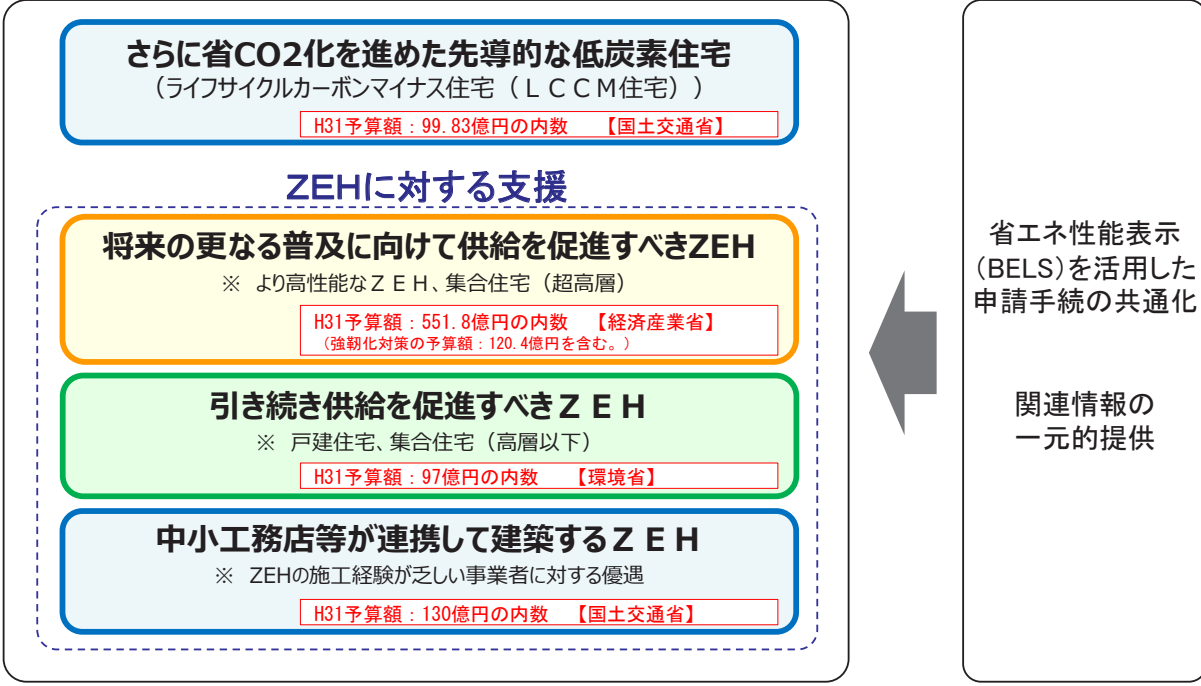 さらに省CO2化を進めた先導的な低炭素住宅
（ライフサイクルカーボンマイナス住宅（ＬＣＣＭ住宅））
H31予算額：99.83億円の内数　【国土交通省】
ZEHに対する支援
将来の更なる普及に向けて供給を促進すべきZEH
※　より高性能なＺＥＨ、集合住宅（超高層）
H31予算額：551.8億円の内数　【経済産業省】
（強靱化対策の予算額：120.4億円を含む。）
引き続き供給を促進すべきＺＥＨ
※　戸建住宅、集合住宅（高層以下）
H31予算額：97億円の内数　【環境省】
中小工務店等が連携して建築するＺＥＨ
※　ZEHの施工経験が乏しい事業者に対する優遇
H31予算額：130億円の内数　【国土交通省】
省エネ性能表示
（BELS）を活用した
申請手続の共通化
関連情報の
一元的提供